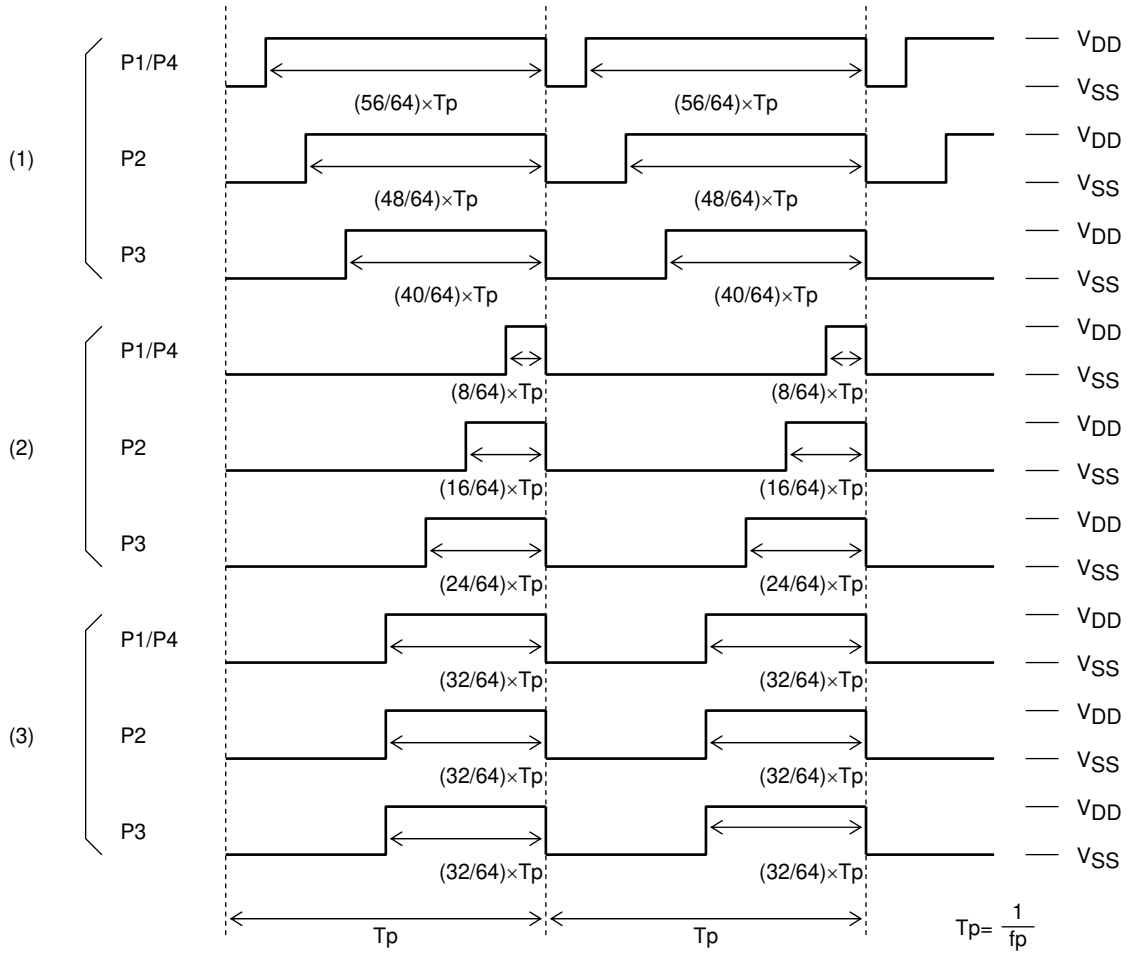 P1/P4
VDD
VSS
(56/64)×Tp (56/64)×Tp
(1)
P2
VDD
VSS
(48/64)×Tp (48/64)×Tp
P3
VDD
VSS
(40/64)×Tp (40/64)×Tp
P1/P4
VDD
VSS
(8/64)×Tp (8/64)×Tp
(2)
P2
VDD
VSS
(16/64)×Tp (16/64)×Tp
P3
VDD
VSS
(24/64)×Tp (24/64)×Tp
P1/P4
VDD
VSS
(32/64)×Tp (32/64)×Tp
(3)
P2
VDD
VSS
(32/64)×Tp (32/64)×Tp
P3
VDD
VSS
(32/64)×Tp (32/64)×Tp
Tp Tp
Tp= 1
fp